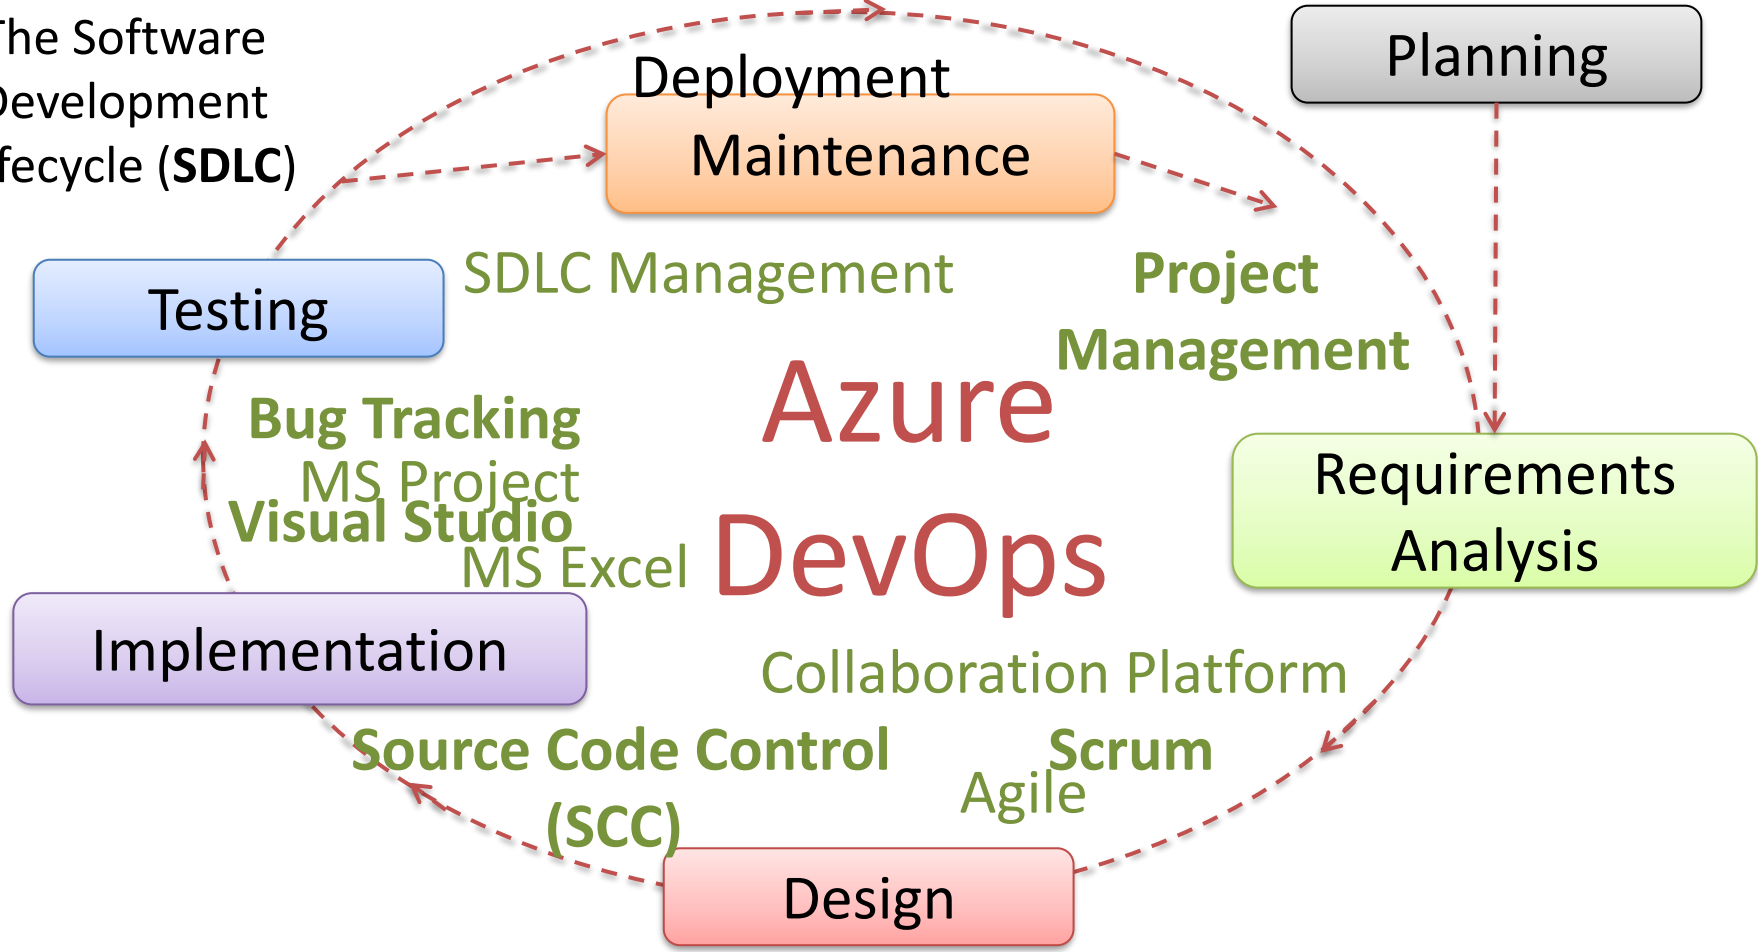 he Software
Development
fecycle (SDLC)
Deployment
Maintenance
Planning
SDLC Management
Project
Management
Testing
Azure
DevOps
Bug Tracking
MS Project
Visual Studio
MS Excel
Requirements
Analysis
Implementation
Collaboration Platform
Source Code Control
(SCC)
Scrum
Agile
Design